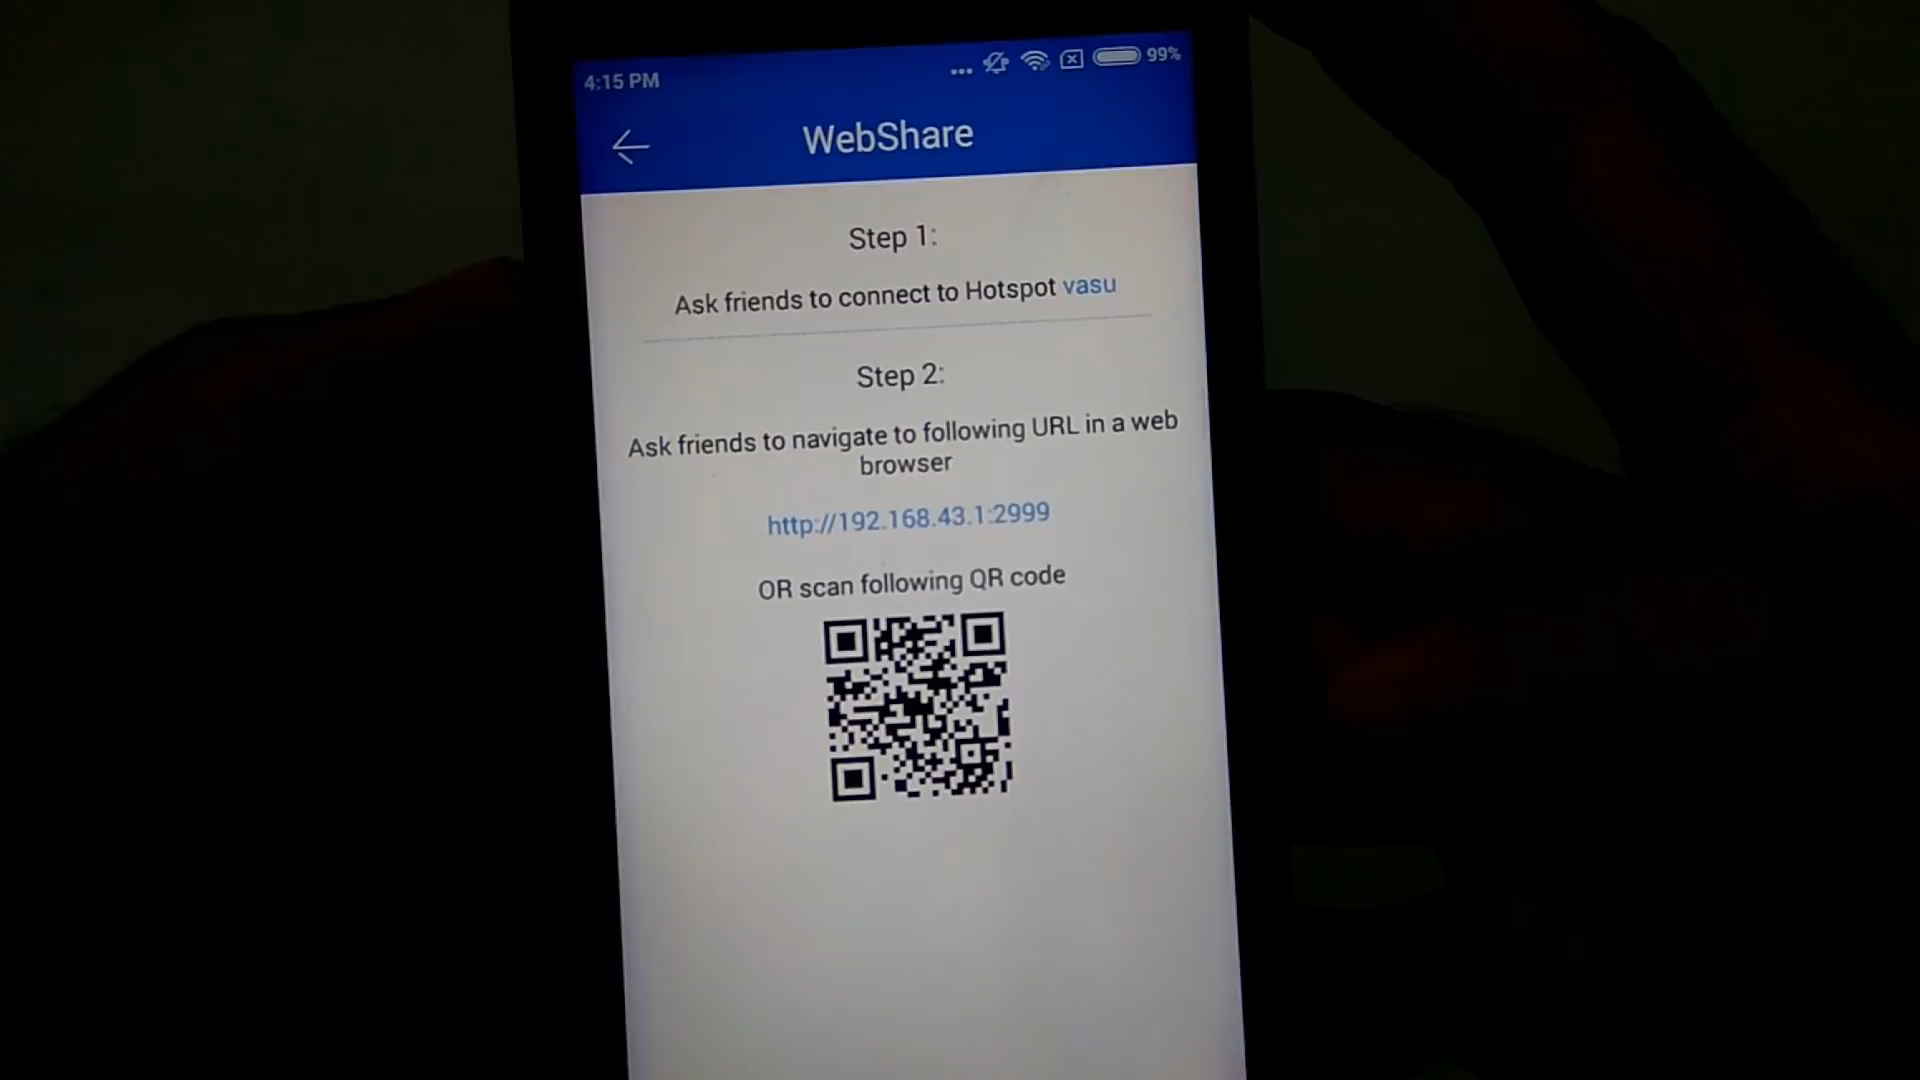 4:15 PM
99%
WebShare
Step 1:
Ask friends to connect to Hotspot vasu
Step 2:
Ask friends to navigate to following URL in a web
browser
http://192.168.43.1:2999
OR scan following QR code